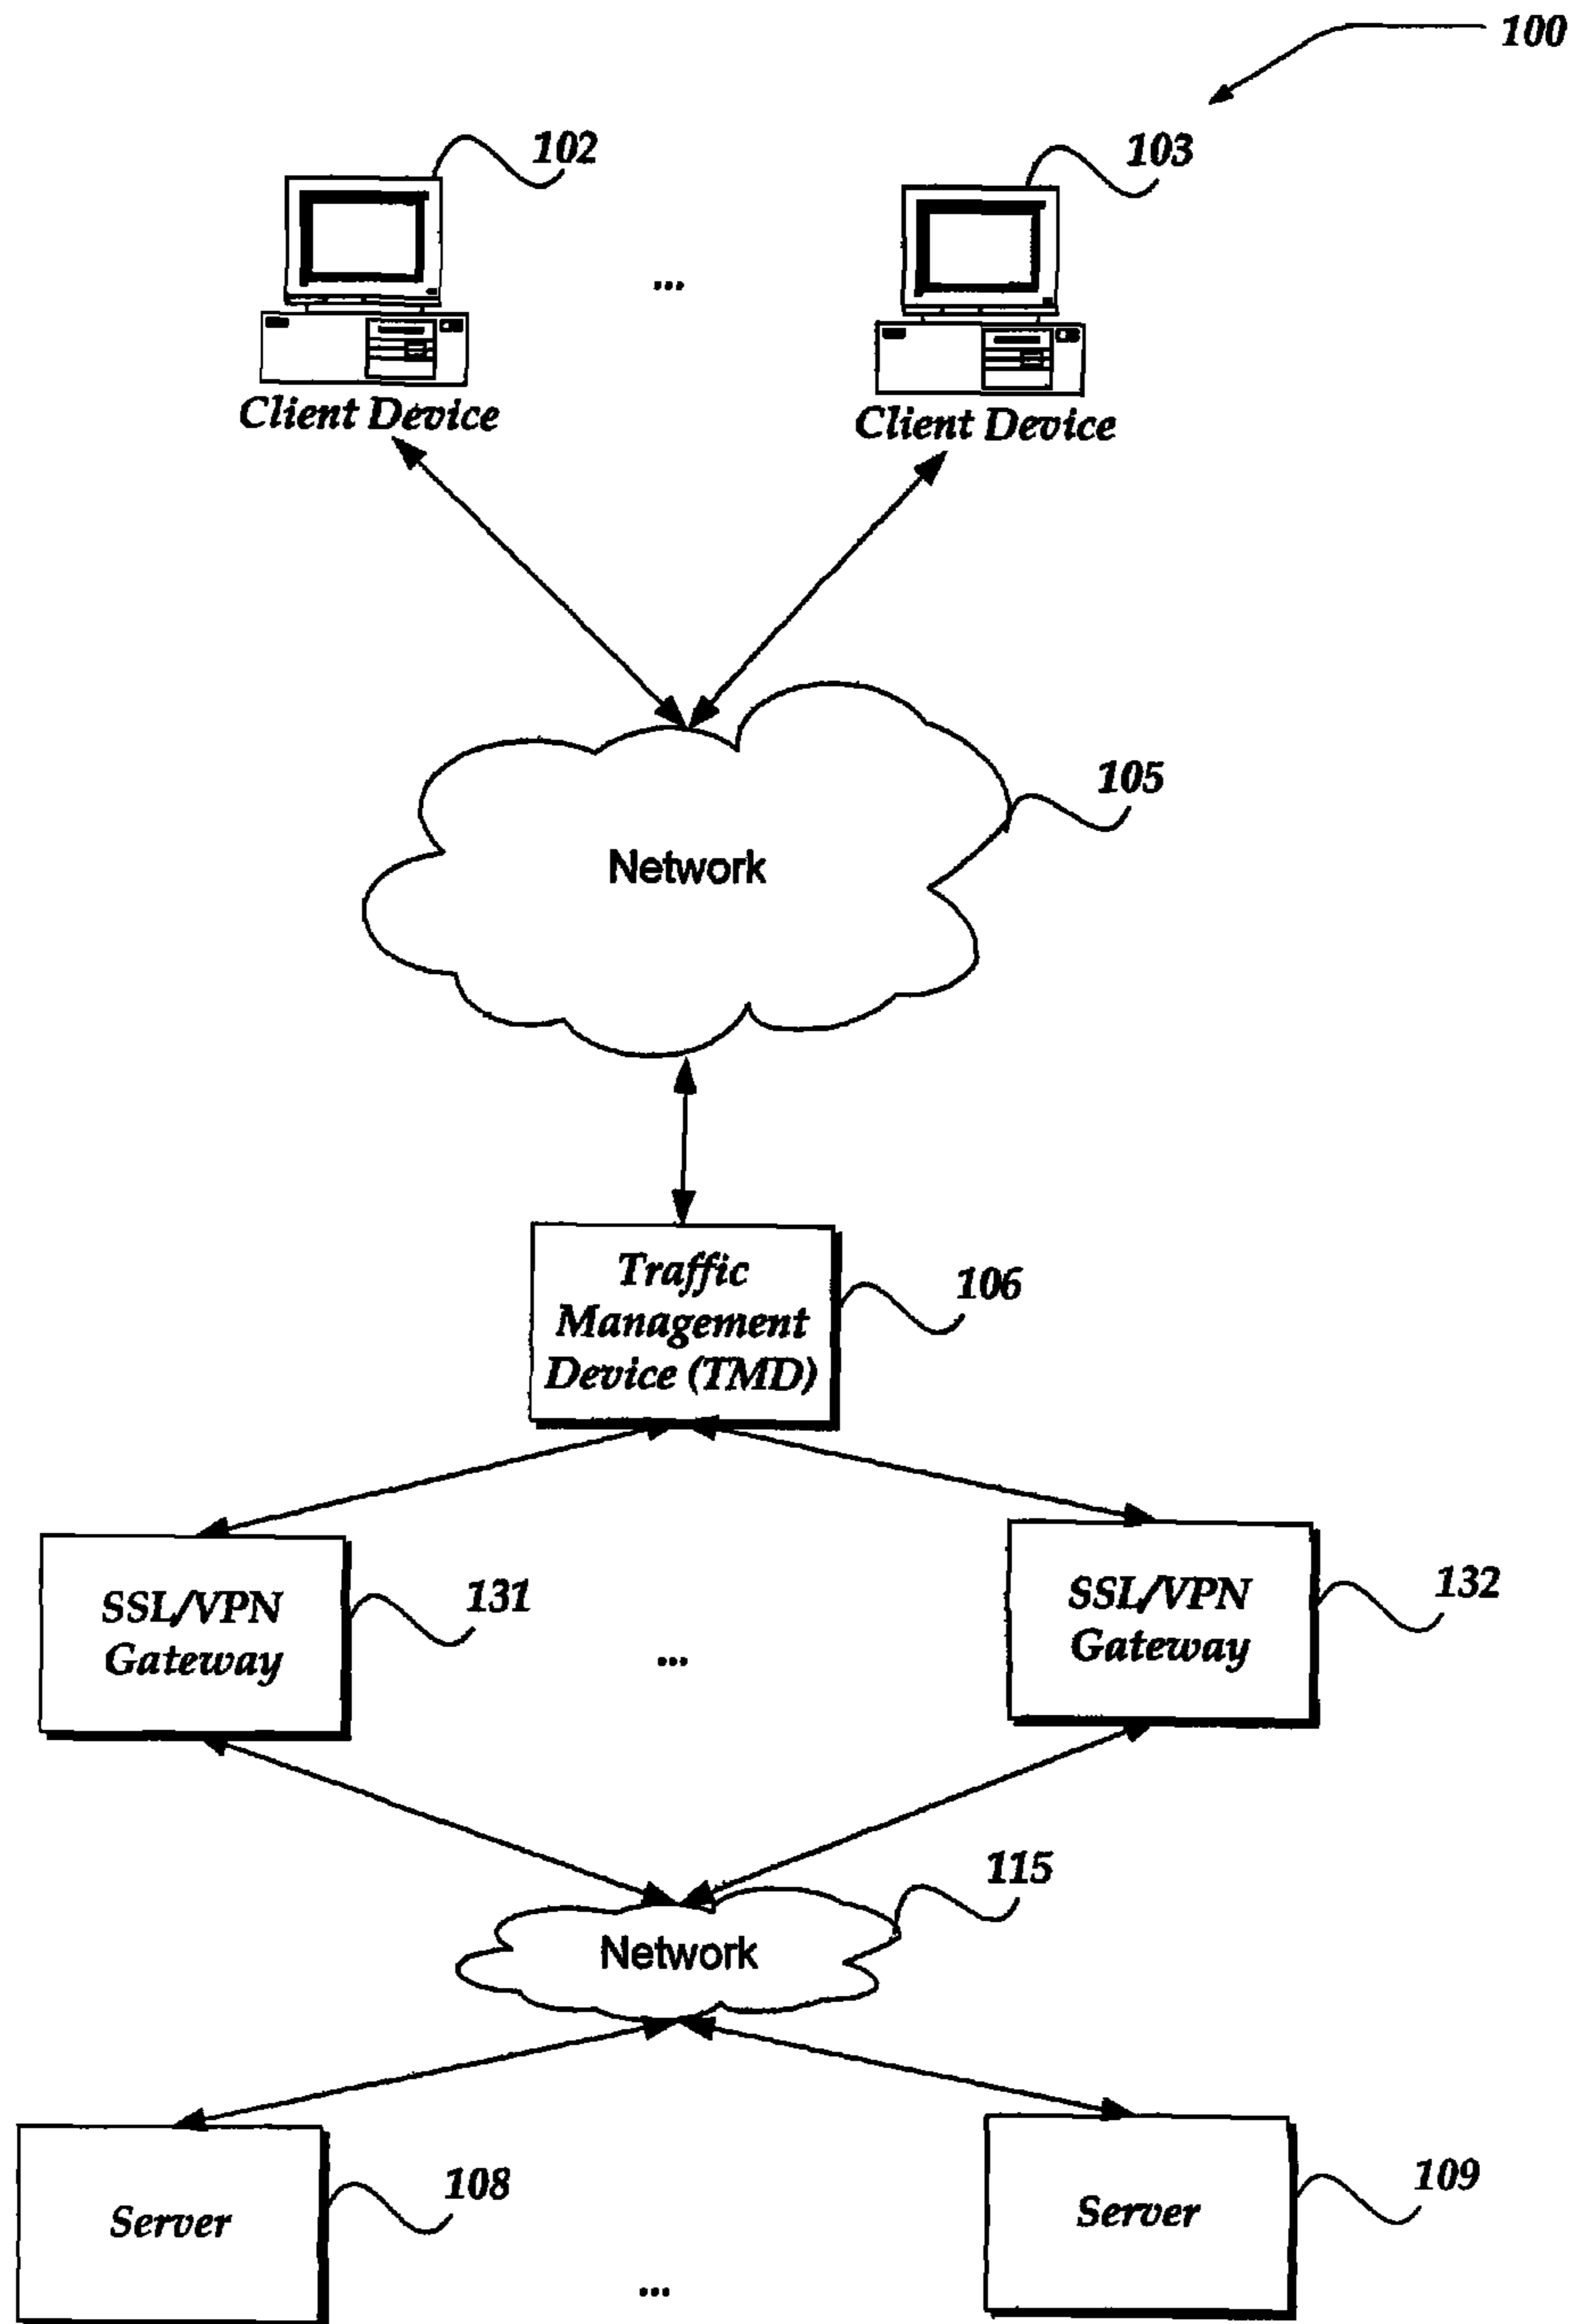 100
102
103
...
Client Device
Client Device
105
Network
Traffic
Management
Device (TMD)
106
SSL/VPN
Gateway
131
...
SSL/VPN
Gateway
132
115
Network
Server
108
...
Server
109